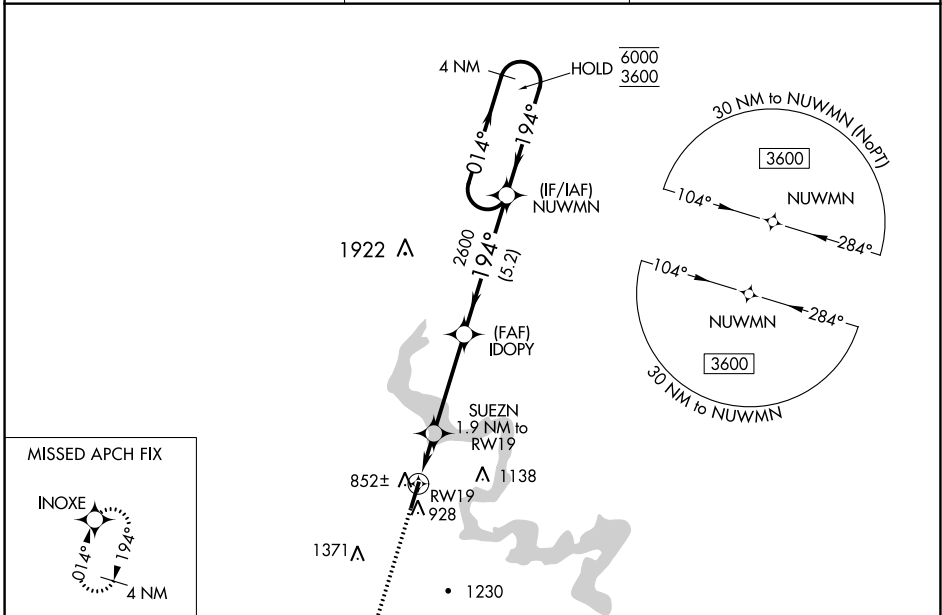 4 NM
HOLD 6000
3600
014°
194°
(IF/IAF)
NUWMN
30 NM to NUWMN (NoPT)
3600
NUWMN
104°
284°
1922
2600
194°
(5.2)
104°
284°
NUWMN
3600
30 NM to NUWMN
(FAF)
IDOPY
SUEZN
1.9 NM to
RW19
852±
1138
RW19
928
1371
1230
MISSED APCH FIX
INOXE
014°
194°
4 NM